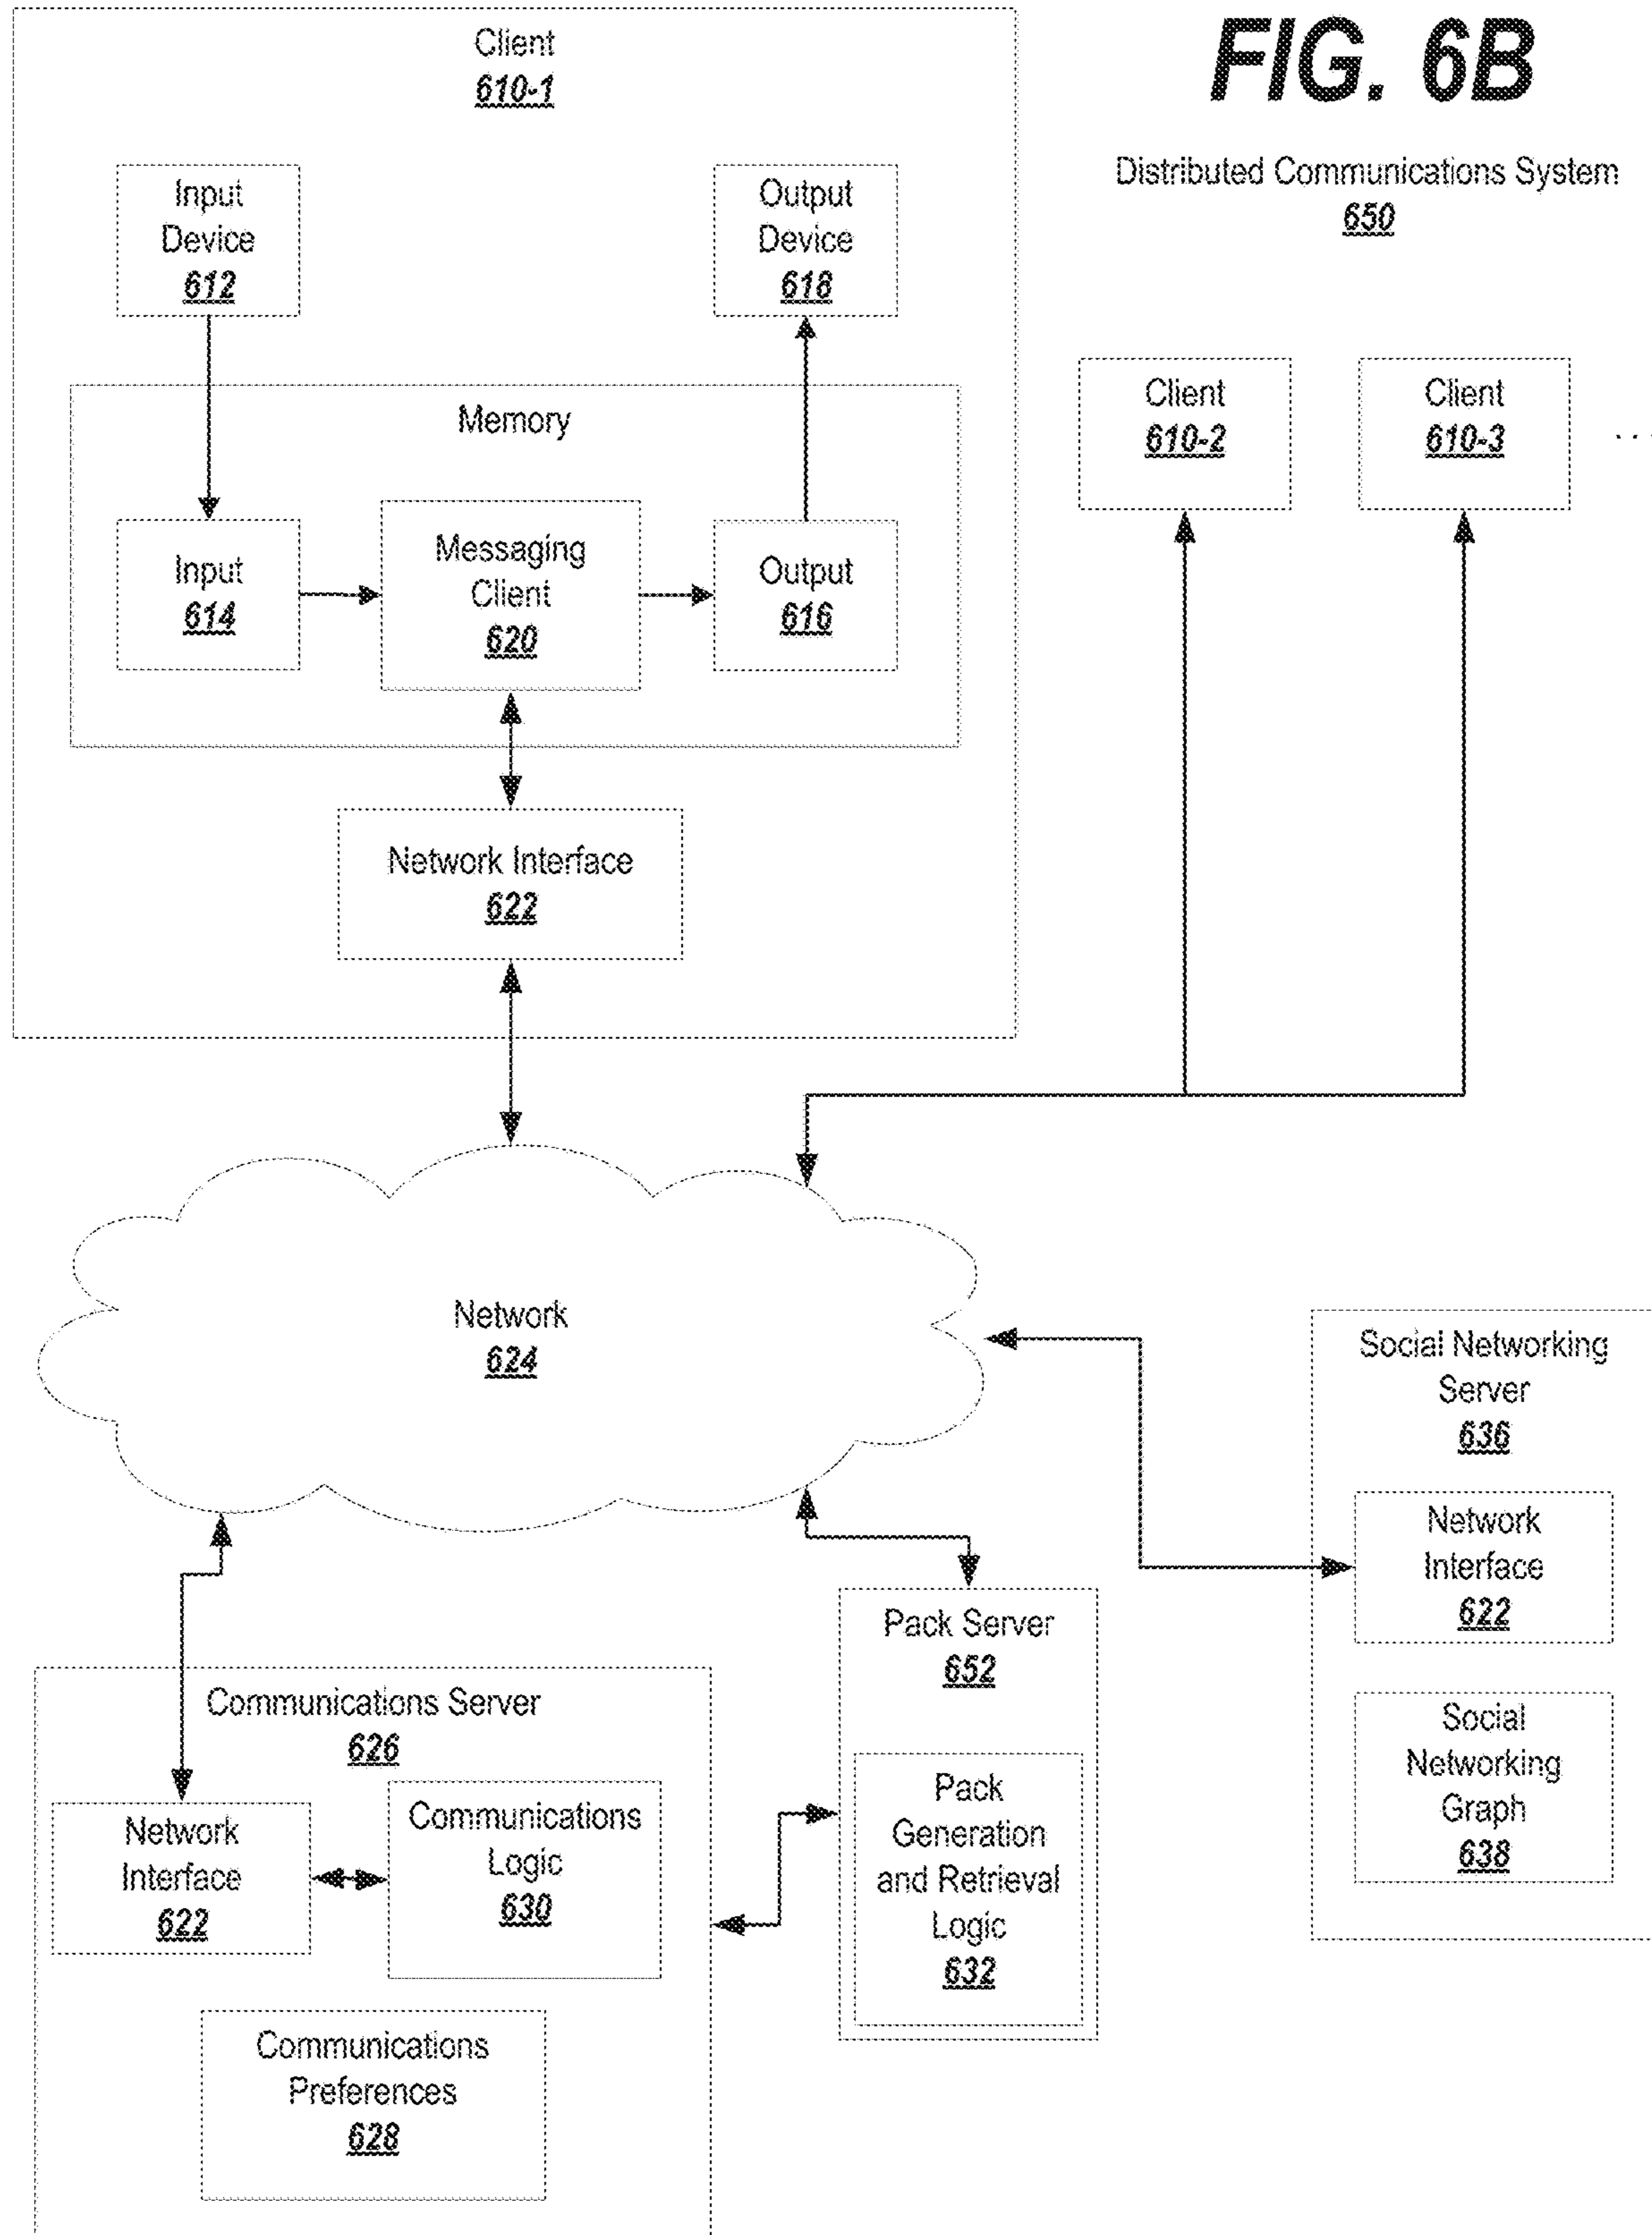 FIG. 6B
Distributed Communications System
650
Client
610-1
Input
Device
612
Output
Device
618
Memory
Input
614
Messaging
Client
620
Output
616
Network Interface
622
Client
610-2
Client
610-3
. . .
Network
624
Social Networking
Server
636
Network
Interface
622
Social
Networking
Graph
638
Pack Server
652
Pack
Generation
and Retrieval
Logic
632
Communications Server
626
Network
Interface
622
Communications
Logic
630
Communications
Preferences
628